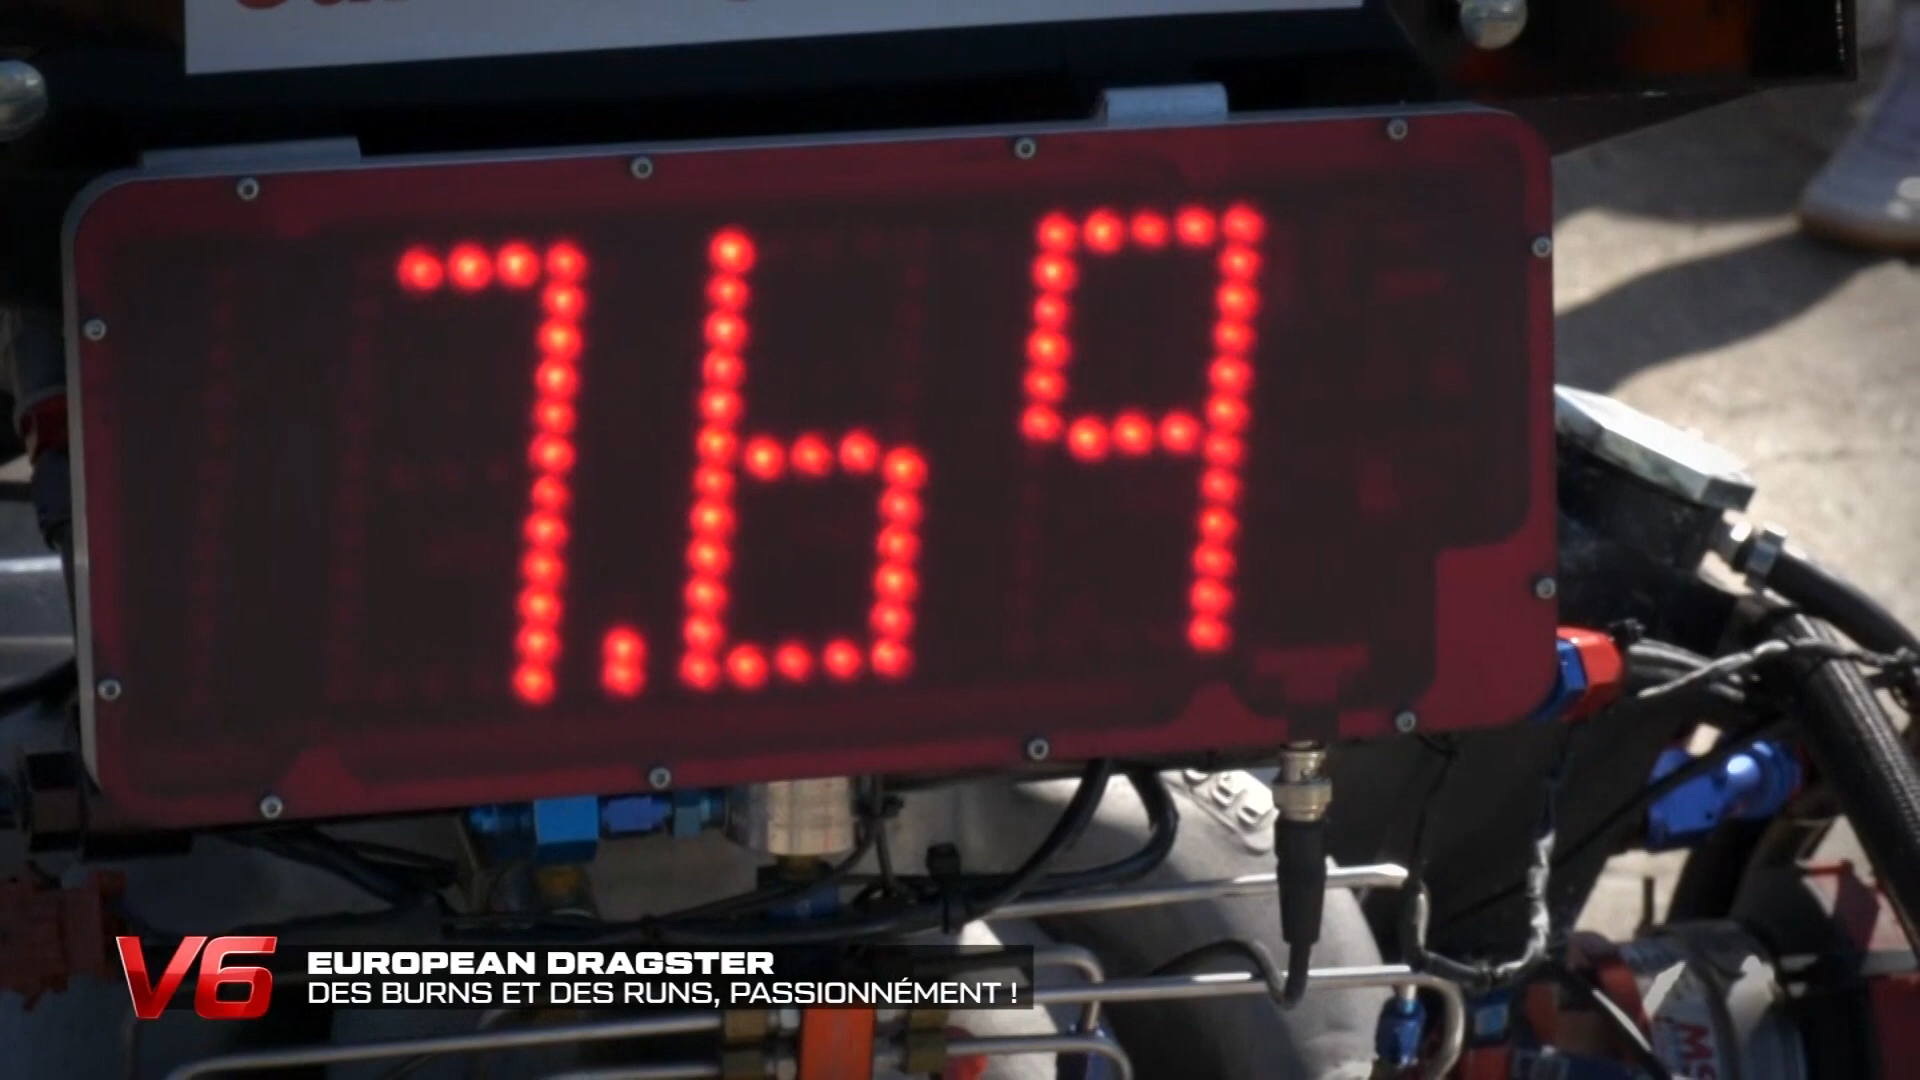 7.69
V6
EUROPEAN DRAGSTER
DES BURNS ET DES RUNS, PASSIONNÉMENT !